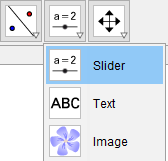 a = 2
a = 2
Slider
ABC
Text
Image